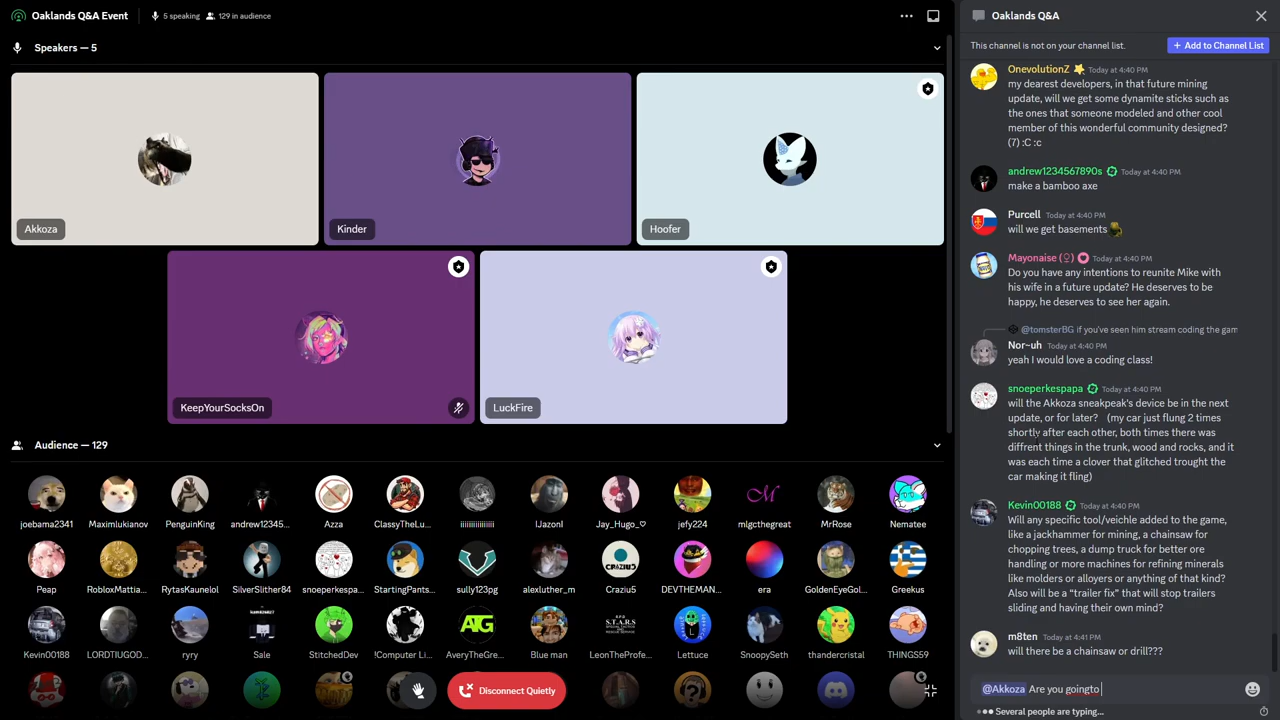 Oaklands Q&A Event
5 speaking 129 in audience
Speakers — 5
Akkoza
Kinder
Hoofer
KeepYourSocksOn
LuckFire
Audience — 129
joebama2341 Maximlukianov PenguinKing andrew12345... Azza ClassyTheLu... iiiiiiiiiiiiiiii IJazonI Jay_Hugo_♡ jefy224 mlgcthegreat MrRose Nematee
Peap RobloxMattia... RytasKaunelol SilverSlither84 snoeperkespa... StartingPants... sully123pg alexluther_m Craziu5 DEVTHEMAN... era GoldenEyeGol... Greekus
Kevin00188 LORDTIUGOD... ryry Sale StitchedDev !Computer Li... AveryTheGre... Blue man LeonTheProfe... Lettuce SnoopySeth thandercristal THINGS59
Disconnect Quietly
Oaklands Q&A
This channel is not on your channel list.
+ Add to Channel List
OnevolutionZ Today at 4:40 PM
my dearest developers, in that future mining
update, will we get some dynamite sticks such as
the ones that someone modeled and other cool
member of this wonderful community designed?
(7) :C :c
andrew1234567890s Today at 4:40 PM
make a bamboo axe
Purcell Today at 4:40 PM
will we get basements
Mayonaise (♀) Today at 4:40 PM
Do you have any intentions to reunite Mike with
his wife in a future update? He deserves to be
happy, he deserves to see her again.
@tomsterBG if you've seen him stream coding the gam
Nor~uh Today at 4:40 PM
yeah I would love a coding class!
snoeperkespapa Today at 4:40 PM
will the Akkoza sneakpeak's device be in the next
update, or for later? (my car just flung 2 times
shortly after each other, both times there was
diffrent things in the trunk, wood and rocks, and it
was each time a clover that glitched trought the
car making it fling)
Kevin00188 Today at 4:40 PM
Will any specific tool/veichle added to the game,
like a jackhammer for mining, a chainsaw for
chopping trees, a dump truck for better ore
handling or more machines for refining minerals
like molders or alloyers or anything of that kind?
Also will be a “trailer fix” that will stop trailers
sliding and having their own mind?
m8ten Today at 4:41 PM
will there be a chainsaw or drill???
@Akkoza Are you goingto
Several people are typing...